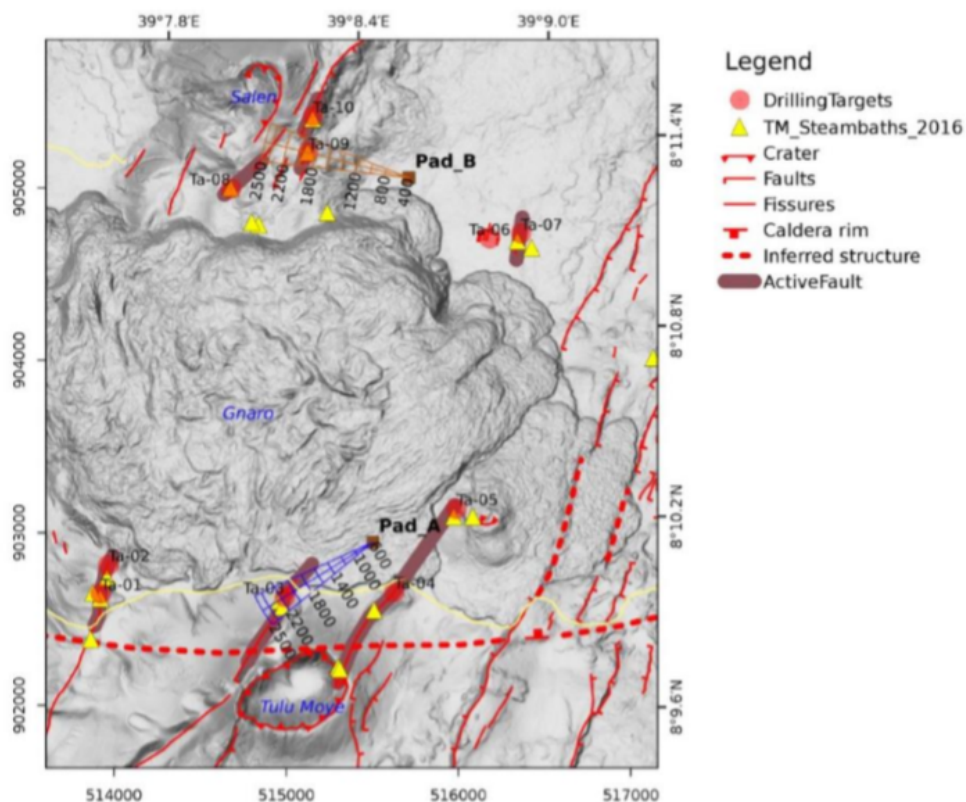 39°7.8'E 39°8.4'E 39°9.0'E
Legend
DrillingTargets
TM_Steambaths_2016
Crater
Faults
Fissures
Caldera rim
Inferred structure
ActiveFault
Salen
Ta-10
Ta-09
Pad_B
Ta-08
2500 2200 1800 1200 800 400
Ta-06 Ta-07
Gnaro
Ta-05
Pad_A
Ta-02
Ta-01
Ta-03
Ta-04
1000
1400
1800
2200
Tulu Moye
905000
904000
903000
902000
8°11.4'N
8°10.8'N
8°10.2'N
8°9.6'N
514000 515000 516000 517000